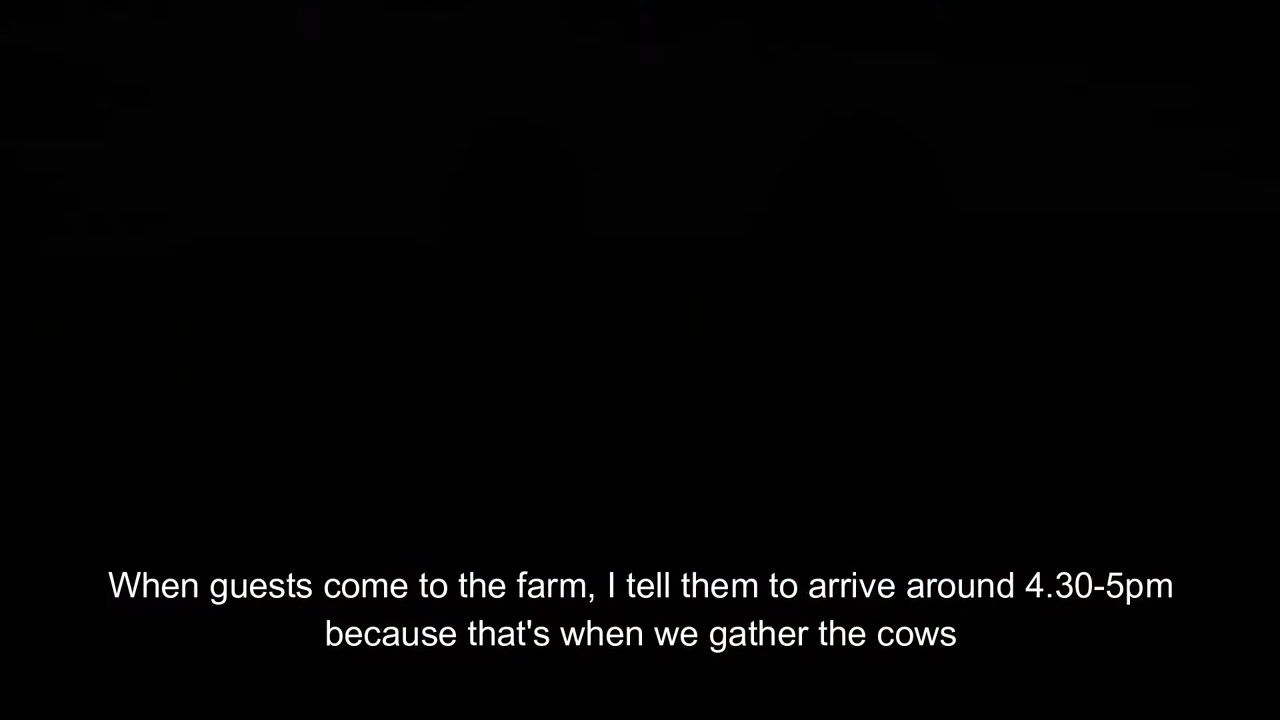 When guests come to the farm, I tell them to arrive around 4.30-5pm
because that's when we gather the cows